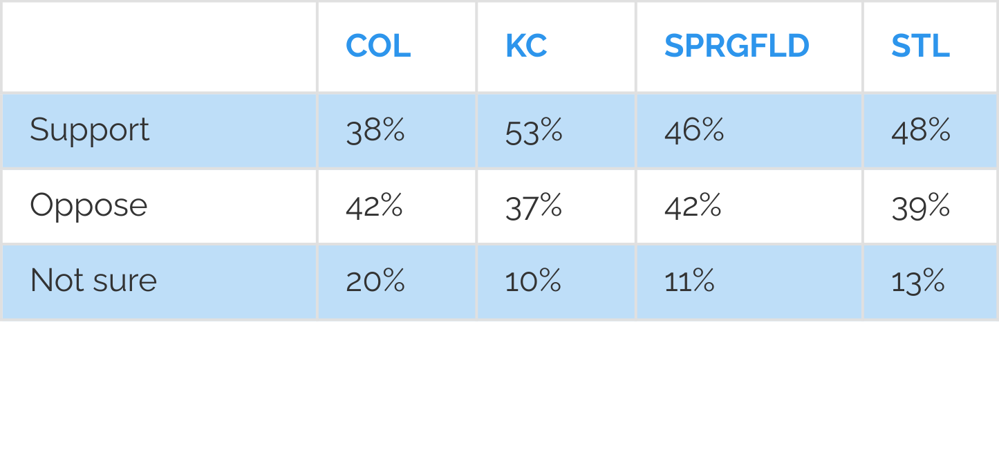 COL KC SPRGFLD STL
Support 38% 53% 46% 48%
Oppose 42% 37% 42% 39%
Not sure 20% 10% 11% 13%